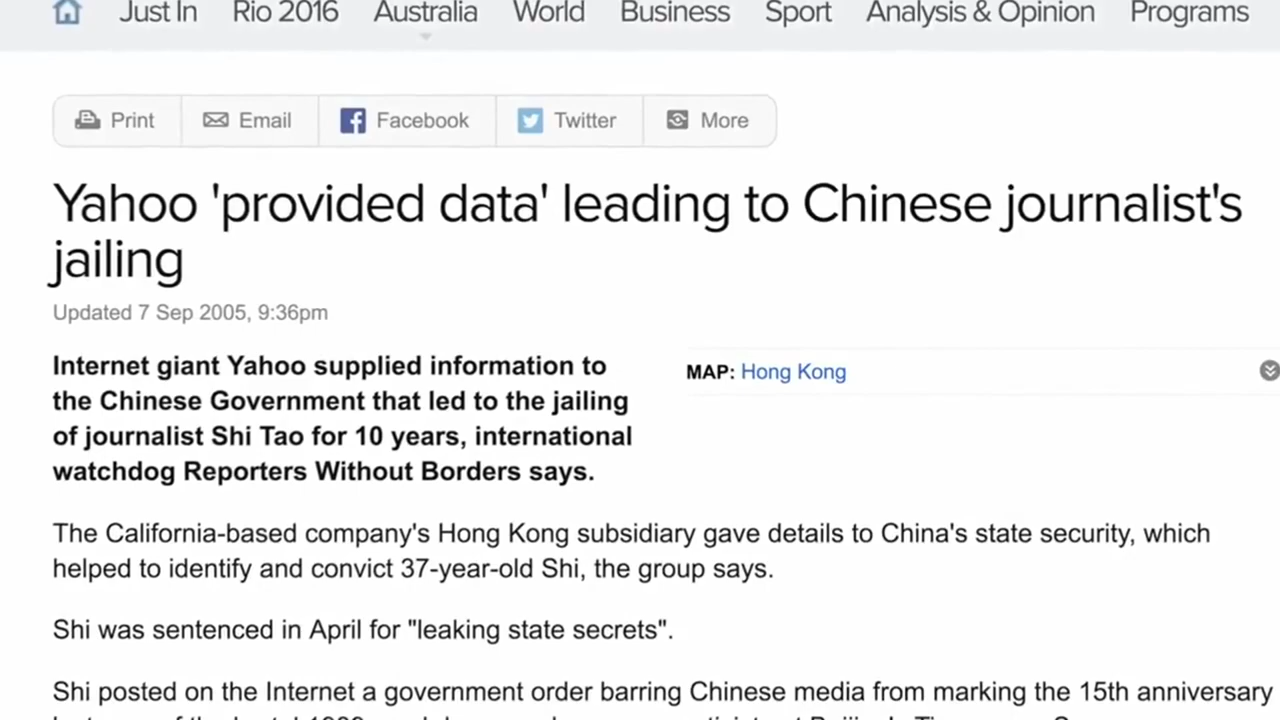 Just In Rio 2016 Australia World Business Sport Analysis & Opinion Programs
Print Email Facebook Twitter More
Yahoo 'provided data' leading to Chinese journalist's
jailing
Updated 7 Sep 2005, 9:36pm
Internet giant Yahoo supplied information to
the Chinese Government that led to the jailing
of journalist Shi Tao for 10 years, international
watchdog Reporters Without Borders says.
MAP: Hong Kong
The California-based company's Hong Kong subsidiary gave details to China's state security, which
helped to identify and convict 37-year-old Shi, the group says.
Shi was sentenced in April for "leaking state secrets".
Shi posted on the Internet a government order barring Chinese media from marking the 15th anniversary